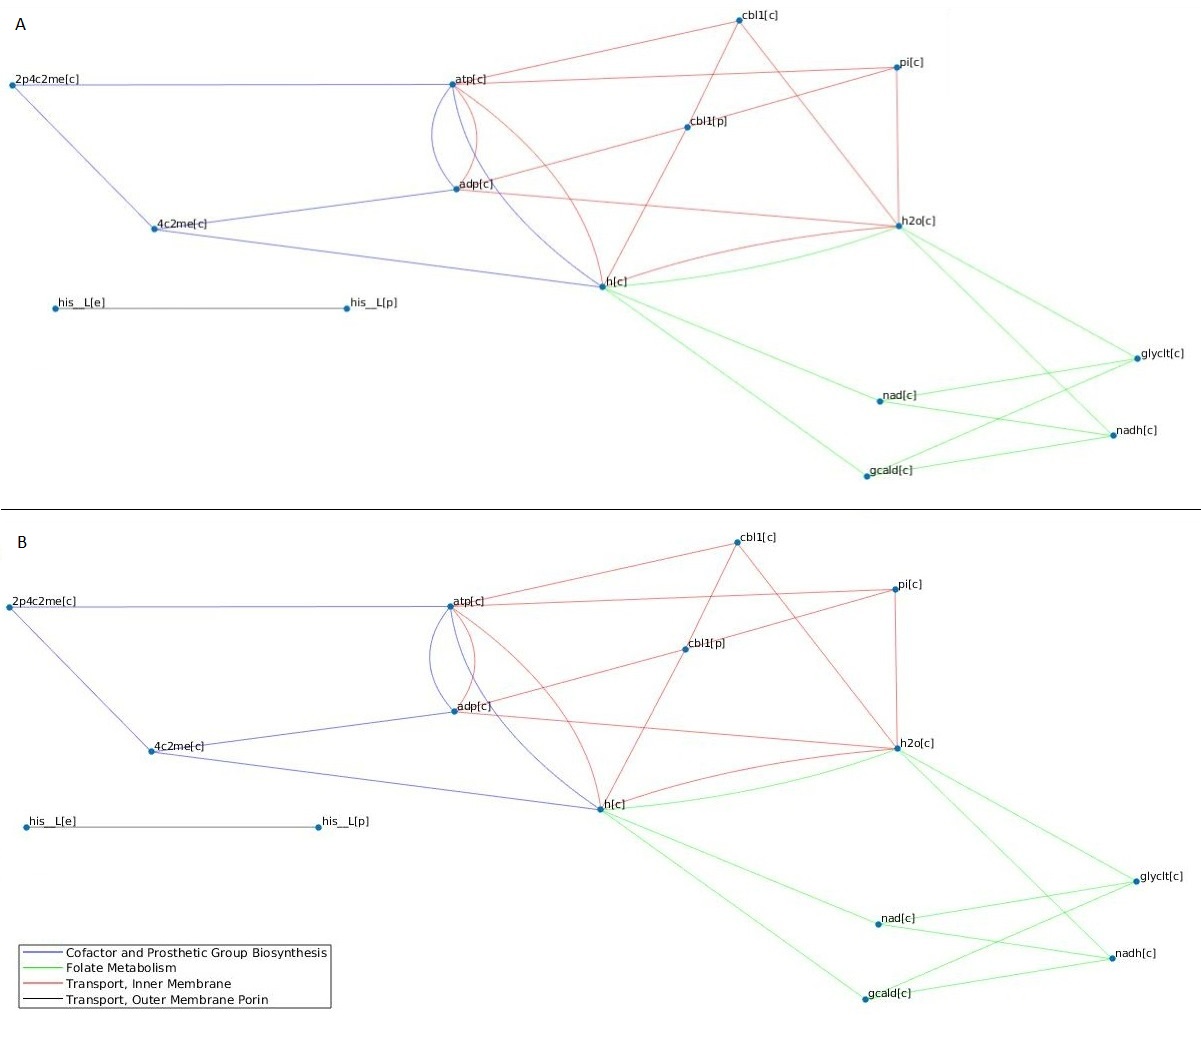 A
cbl1[c]
pi[c]
2p4c2me[c]
atp[c]
cbl1[p]
adp[c]
4c2me[c]
h2o[c]
h[c]
his__L[e]
his__L[p]
glyclt[c]
nad[c]
nadh[c]
gcald[c]
B
cbl1[c]
pi[c]
2p4c2me[c]
atp[c]
cbl1[p]
adp[c]
4c2me[c]
h2o[c]
h[c]
his__L[e]
his__L[p]
glyclt[c]
nad[c]
nadh[c]
gcald[c]
Cofactor and Prosthetic Group Biosynthesis
Folate Metabolism
Transport, Inner Membrane
Transport, Outer Membrane Porin